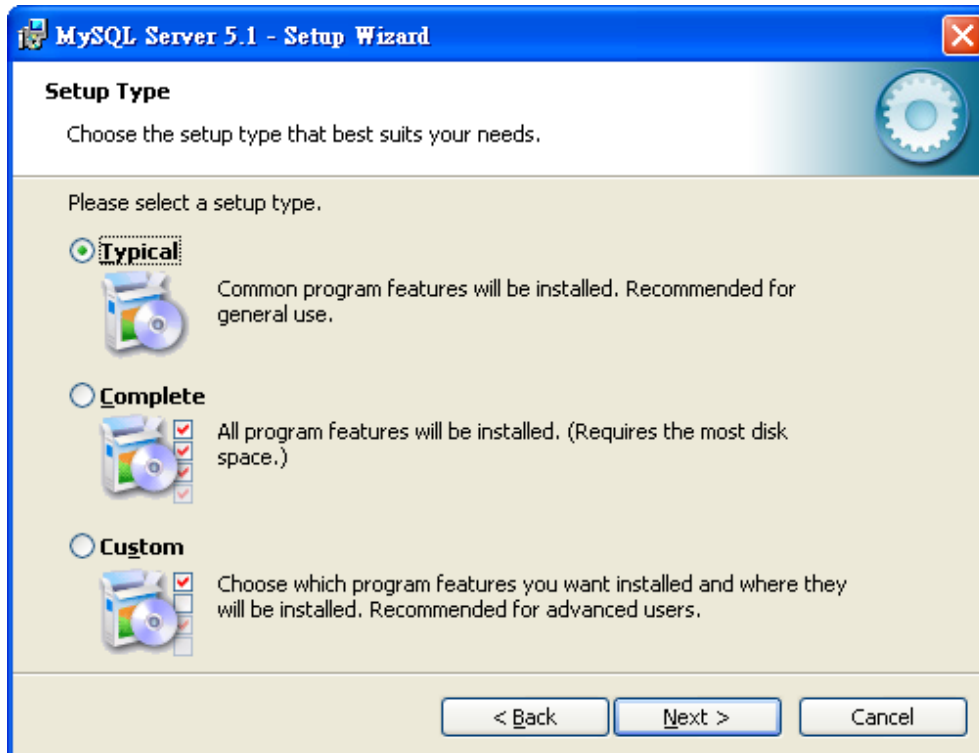 MySQL Server 5.1 - Setup Wizard
Setup Type
Choose the setup type that best suits your needs.
Please select a setup type.
Typical
Common program features will be installed. Recommended for
general use.
Complete
All program features will be installed. (Requires the most disk
space.)
Custom
Choose which program features you want installed and where they
will be installed. Recommended for advanced users.
< Back
Next >
Cancel